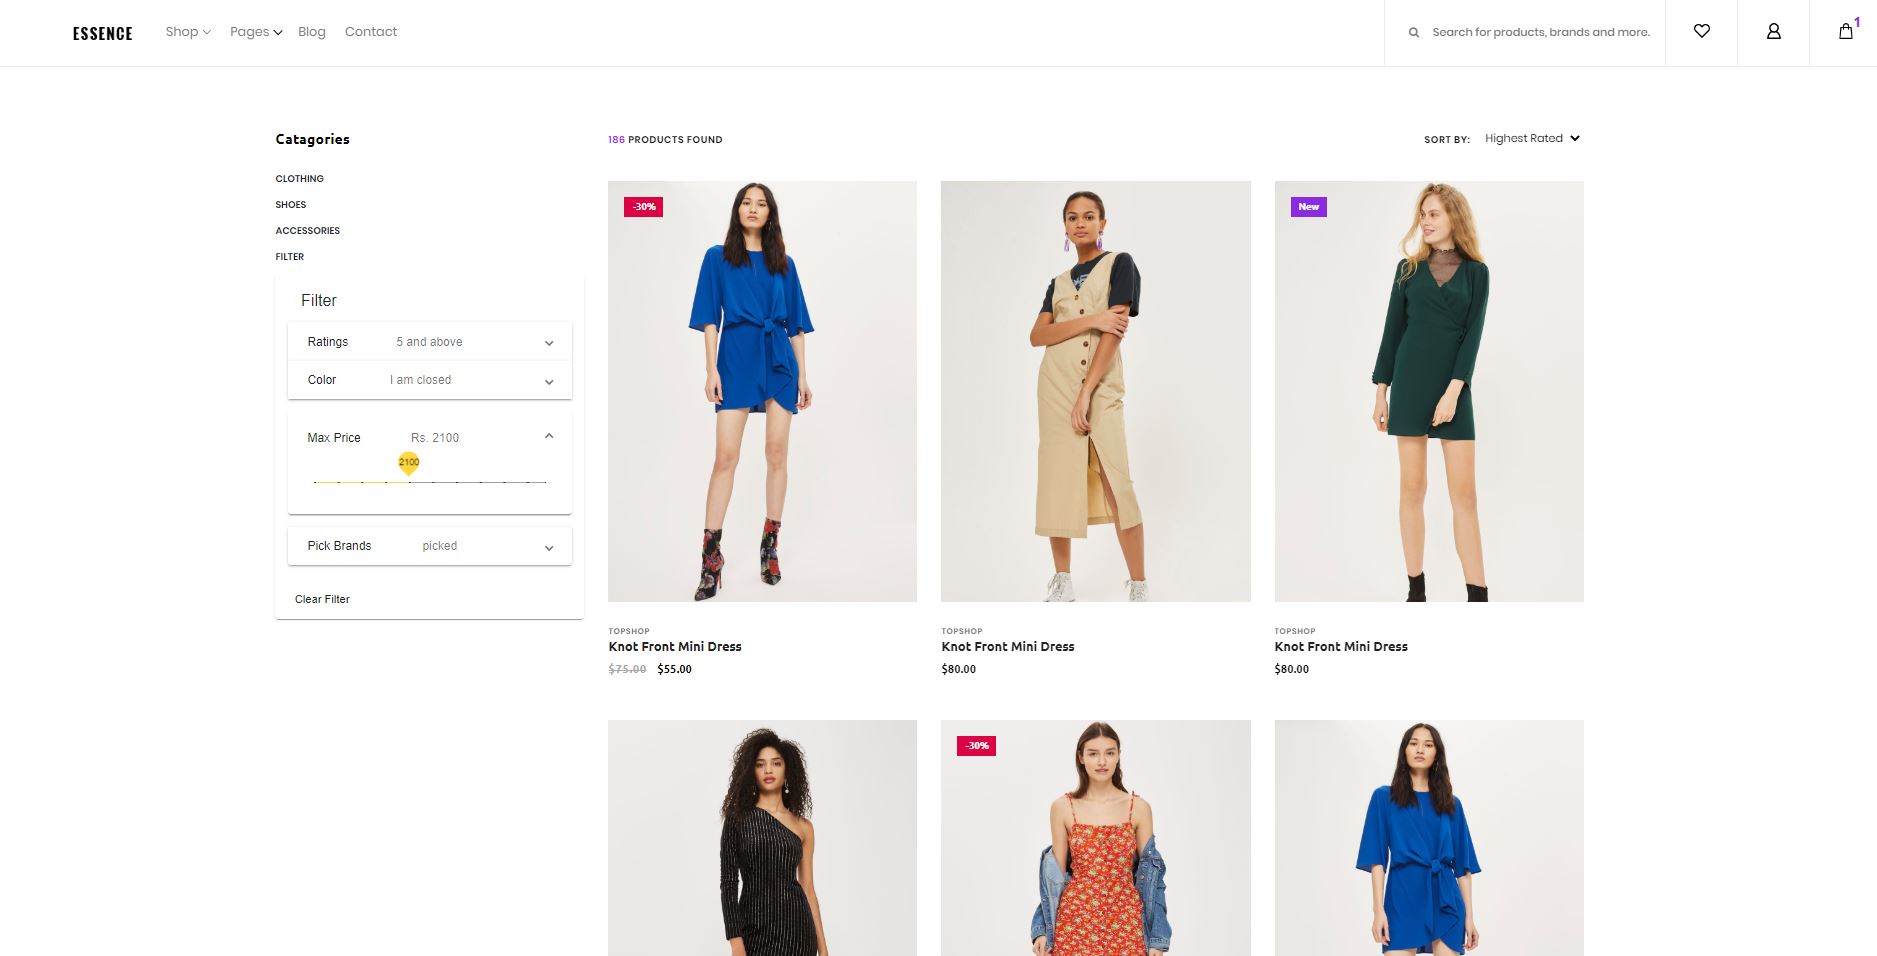 ESSENCE
Shop
Pages
Blog
Contact
Search for products, brands and more.
1
Catagories
CLOTHING
SHOES
ACCESSORIES
FILTER
Filter
Ratings 5 and above
Color I am closed
Max Price Rs. 2100
2100
Pick Brands picked
Clear Filter
186 PRODUCTS FOUND
SORT BY: Highest Rated
-30%
New
TOPSHOP
Knot Front Mini Dress
$75.00 $55.00
TOPSHOP
Knot Front Mini Dress
$80.00
TOPSHOP
Knot Front Mini Dress
$80.00
-30%